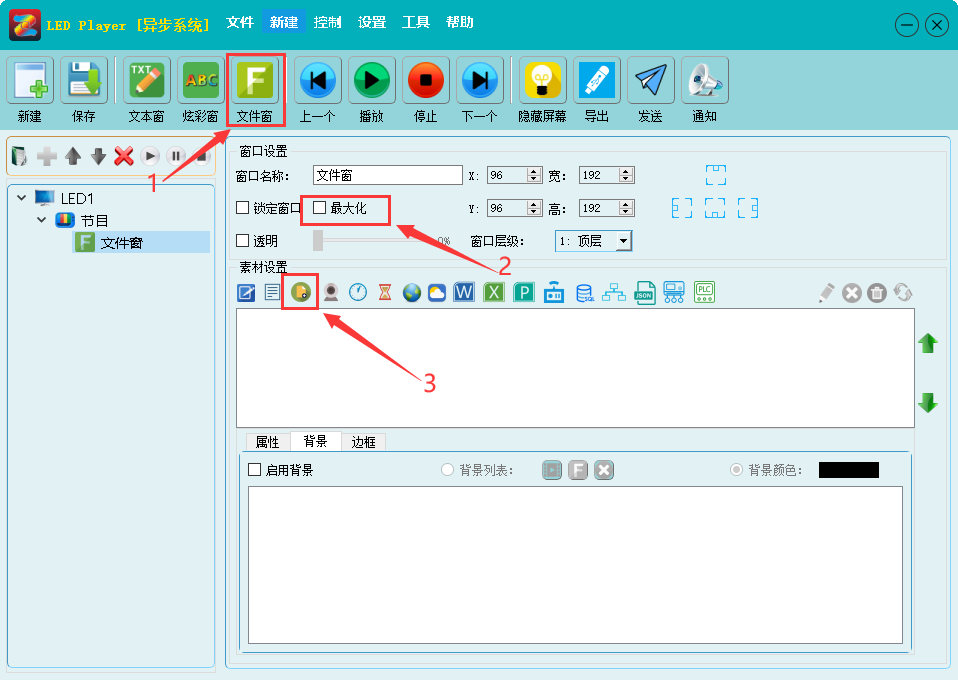 LED Player [异步系统] 文件 新建 控制 设置 工具 帮助
TXT ABC F
新建 保存 文本窗 炫彩窗 文件窗 上一个 播放 停止 下一个 隐藏屏幕 导出 发送 通知
1
LED1
节目
F 文件窗
窗口设置
窗口名称: 文件窗 X: 96 宽: 192
锁定窗口 最大化 Y: 96 高: 192
透明 0% 窗口层级: 1: 顶层
2
素材设置
W X P SQL JSON PLC
3
属性 背景 边框
启用背景 背景列表: F 背景颜色: